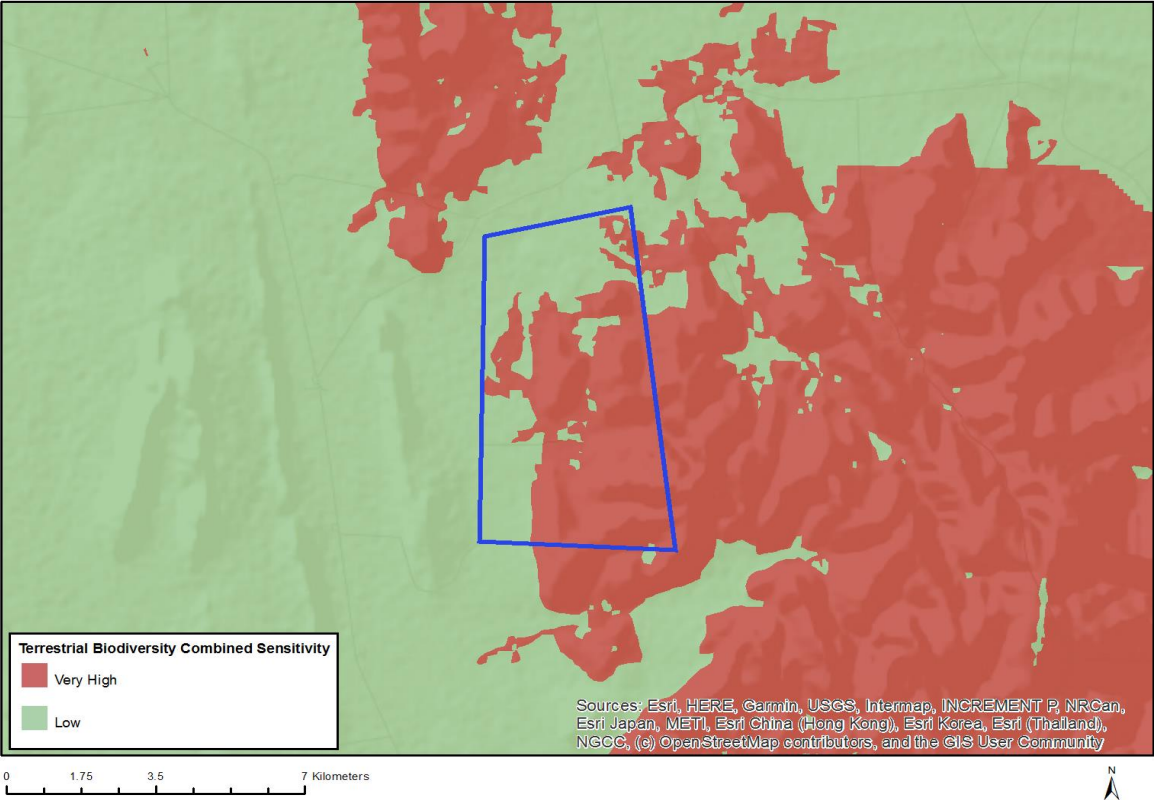 Terrestrial Biodiversity Combined Sensitivity
Very High
Low
Sources: Esri, HERE, Garmin, USGS, Intermap, INCREMENT P, NRCan,
Esri Japan, METI, Esri China (Hong Kong), Esri Korea, Esri (Thailand),
NGCC, (c) OpenStreetMap contributors, and the GIS User Community
0 1.75 3.5 7 Kilometers
N